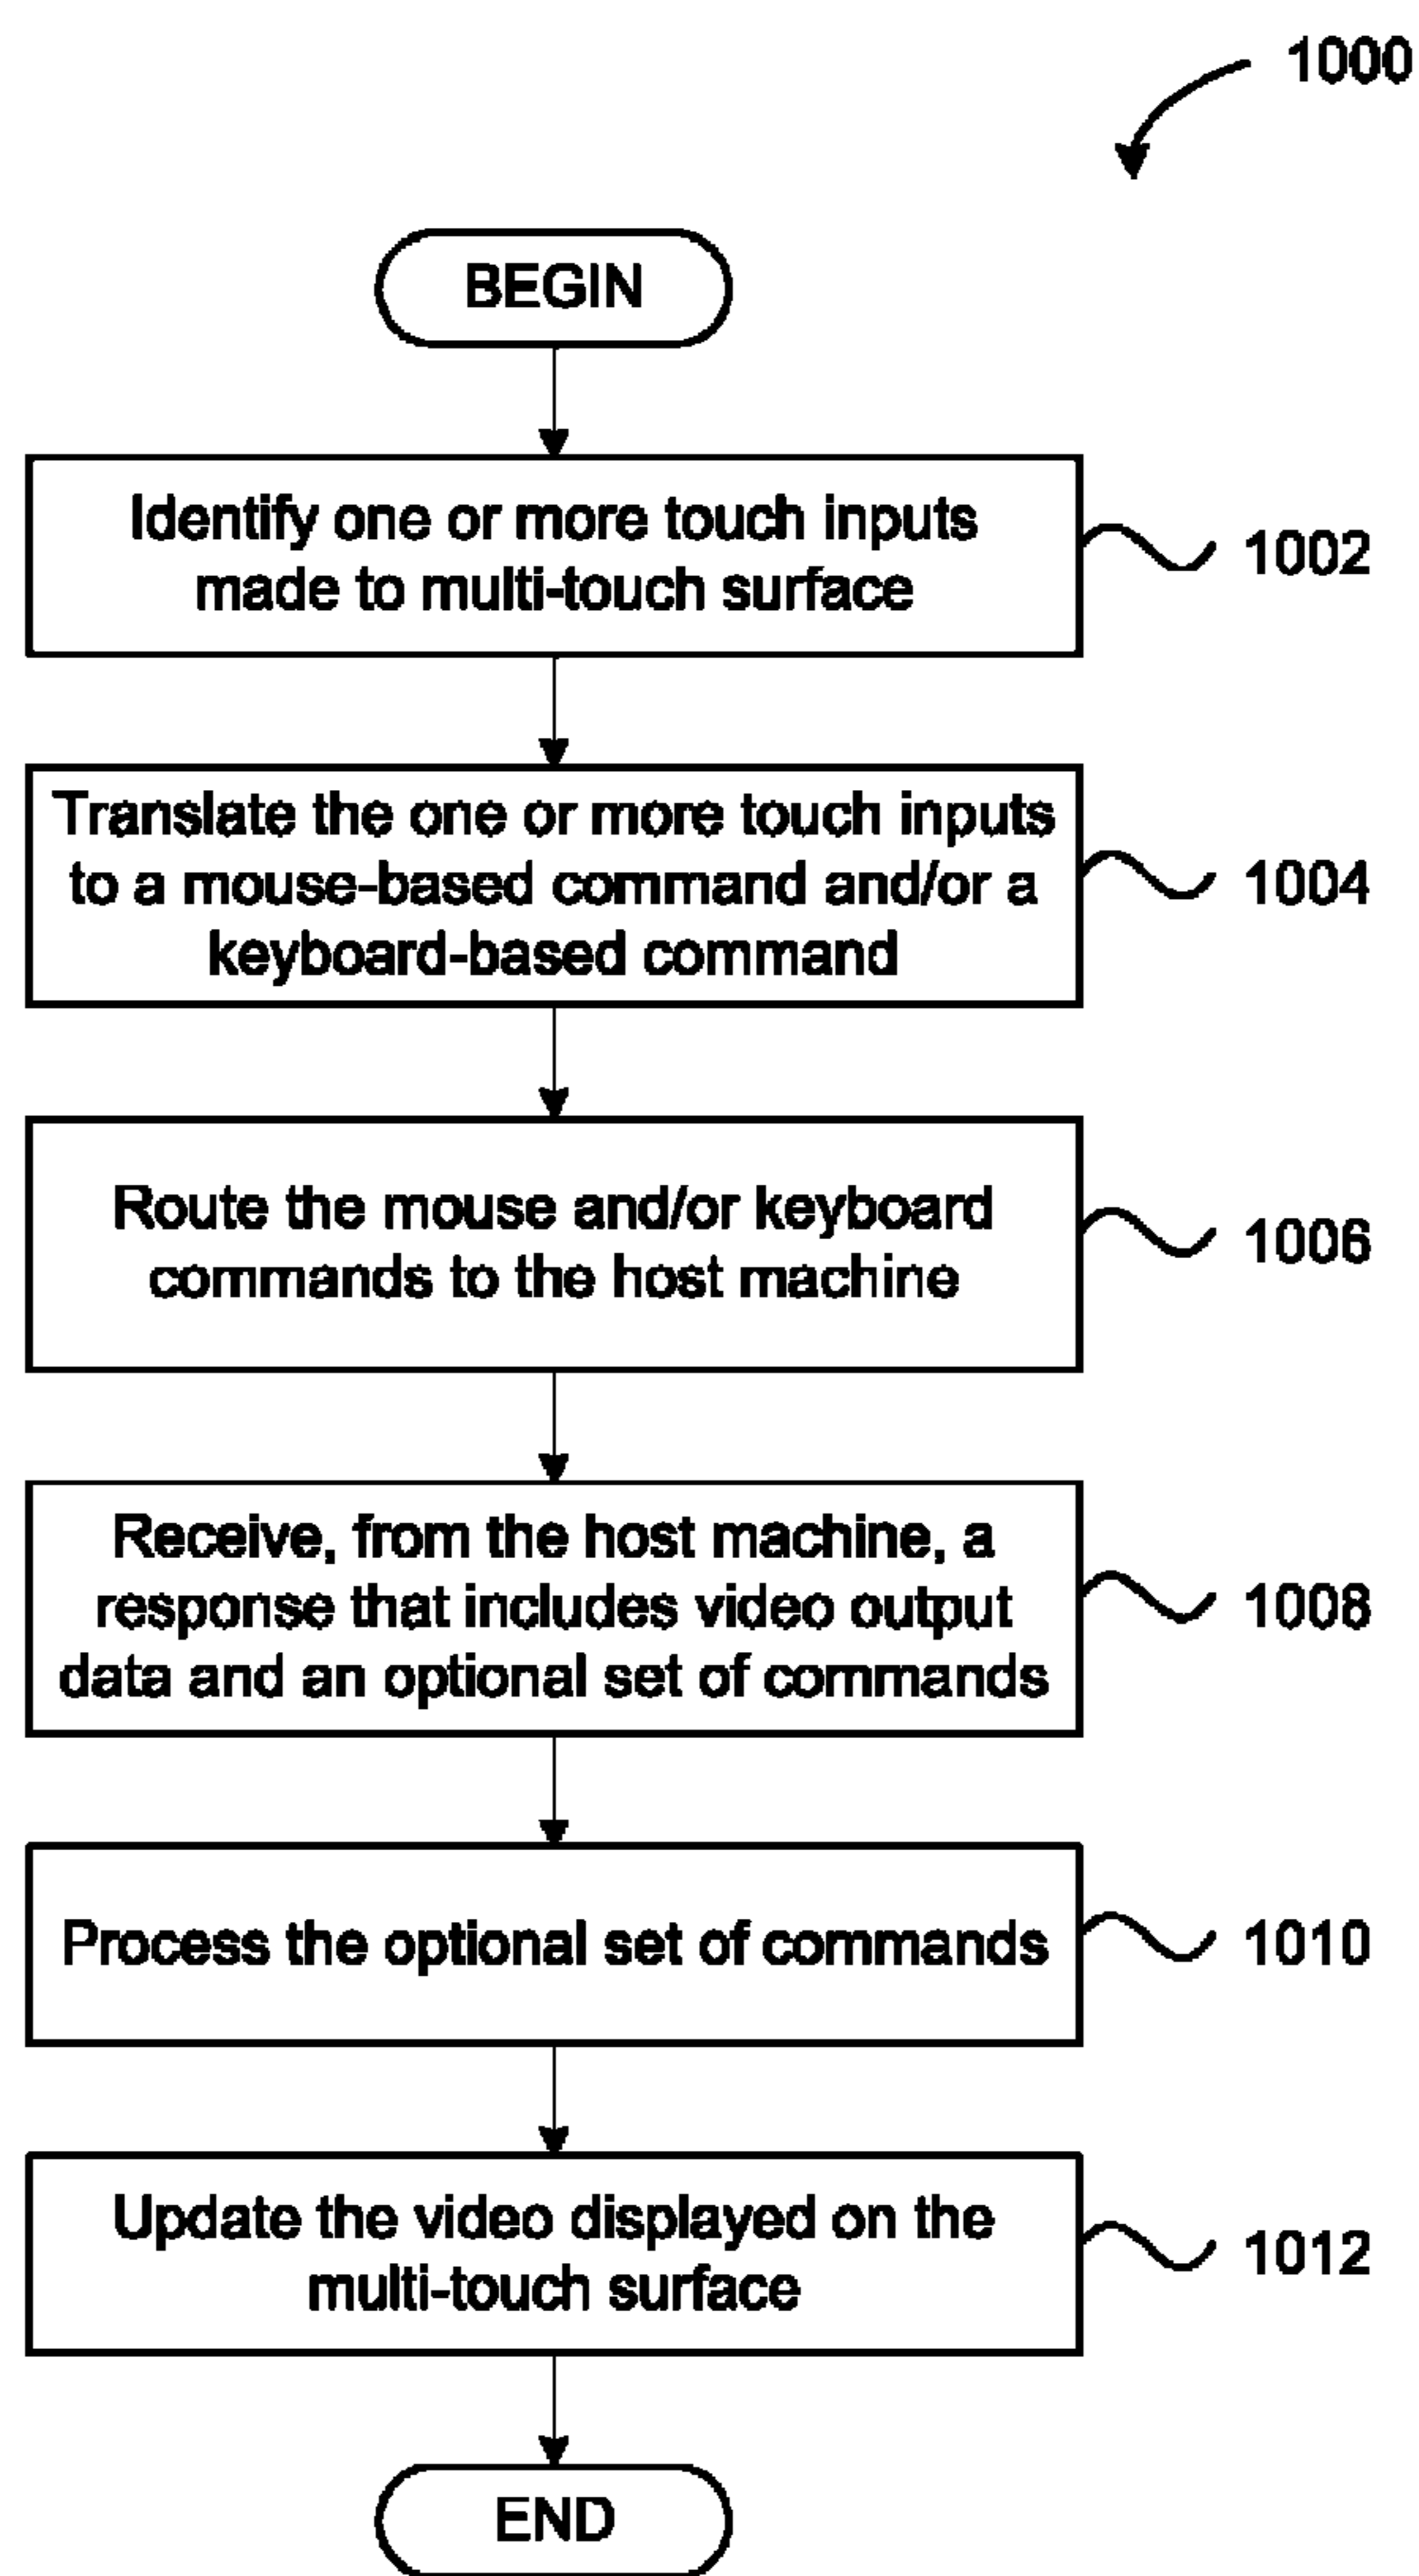 1000
BEGIN
Identify one or more touch inputs
made to multi-touch surface
1002
Translate the one or more touch inputs
to a mouse-based command and/or a
keyboard-based command
1004
Route the mouse and/or keyboard
commands to the host machine
1006
Receive, from the host machine, a
response that includes video output
data and an optional set of commands
1008
Process the optional set of commands
1010
Update the video displayed on the
multi-touch surface
1012
END